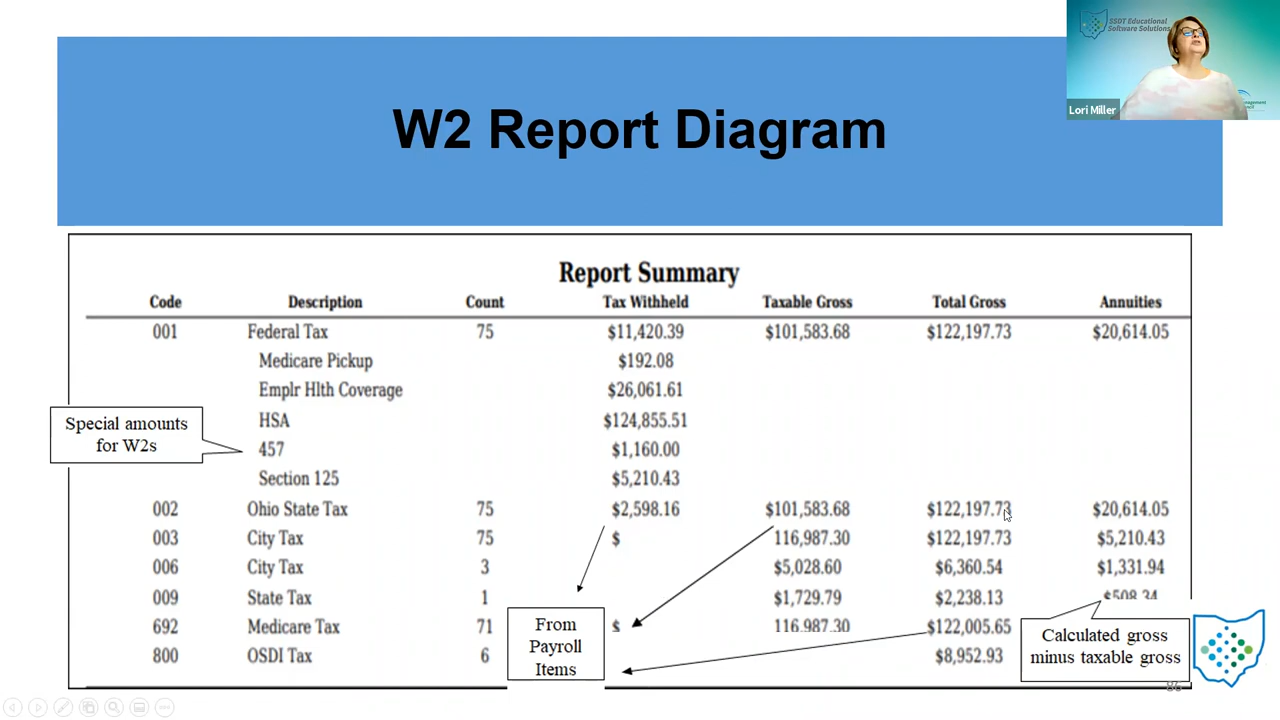 SSDT Educational
Software Solutions
Lori Miller
W2 Report Diagram
Report Summary
Code Description Count Tax Withheld Taxable Gross Total Gross Annuities
001 Federal Tax 75 $11,420.39 $101,583.68 $122,197.73 $20,614.05
Medicare Pickup $192.08
Emplr Hlth Coverage $26,061.61
HSA $124,855.51
457 $1,160.00
Section 125 $5,210.43
Special amounts
for W2s
002 Ohio State Tax 75 $2,598.16 $101,583.68 $122,197.73 $20,614.05
003 City Tax 75 $ 116,987.30 $122,197.73 $5,210.43
006 City Tax 3 $5,028.60 $6,360.54 $1,331.94
009 State Tax 1 $1,729.79 $2,238.13 $508.34
692 Medicare Tax 71 $ 116,987.30 $122,005.65
800 OSDI Tax 6 $8,952.93
From
Payroll
Items
Calculated gross
minus taxable gross
86